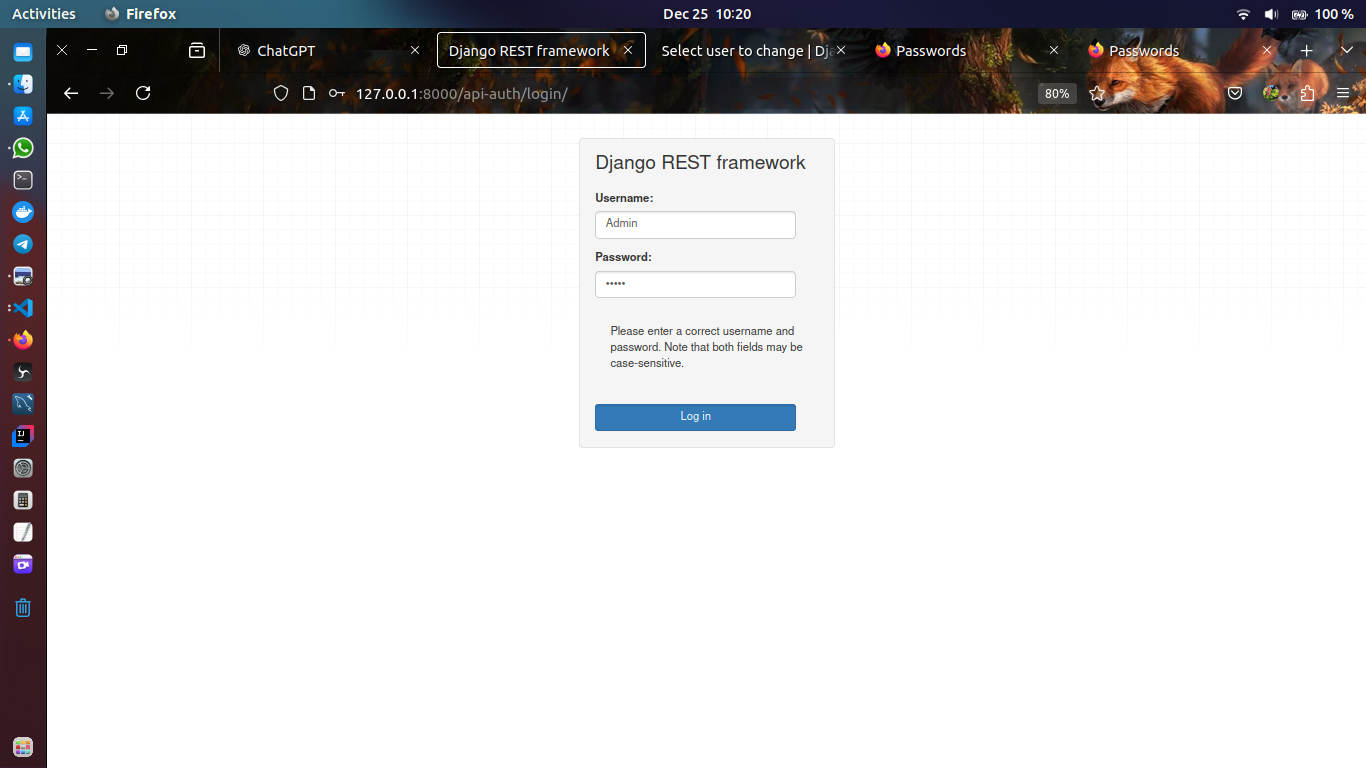 Activities Firefox Dec 25 10:20 100 %
ChatGPT Django REST framework Select user to change | Dj Passwords Passwords
127.0.0.1:8000/api-auth/login/ 80%
Django REST framework
Username:
Admin
Password:
•••••
Please enter a correct username and
password. Note that both fields may be
case-sensitive.
Log in